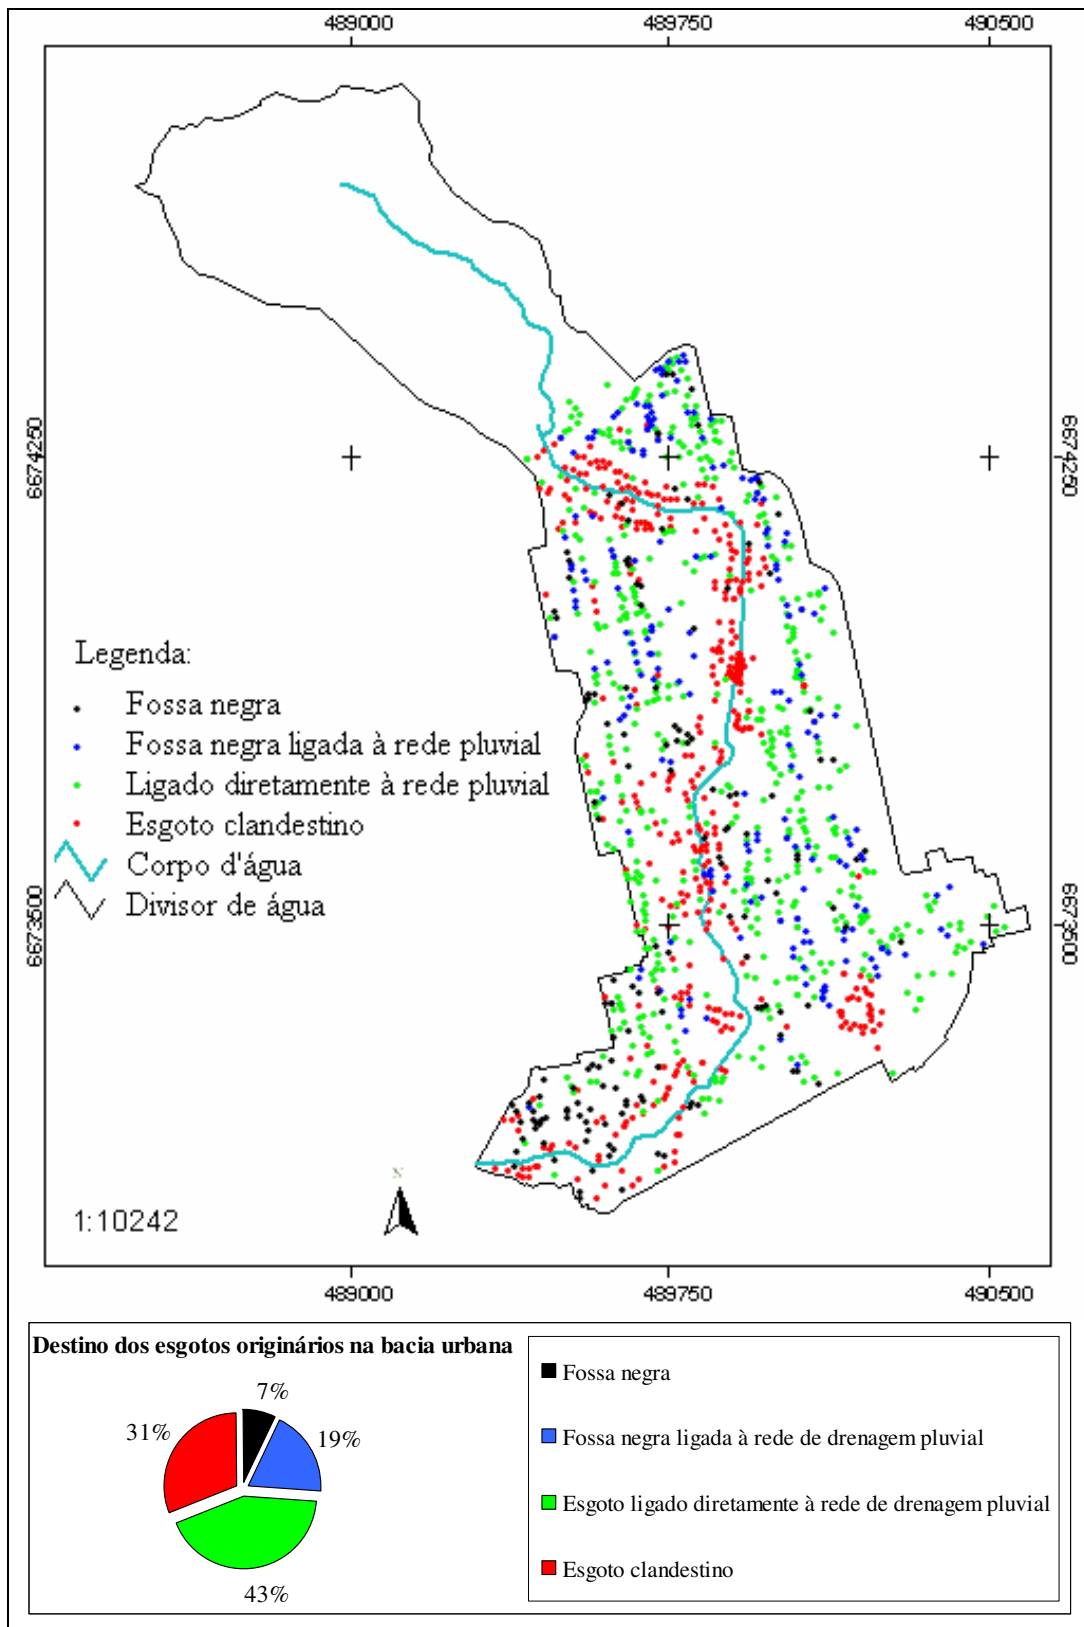 489000 489750 490500
6674250 6674250
Legenda:
Fossa negra
Fossa negra ligada à rede pluvial
Ligado diretamente à rede pluvial
Esgoto clandestino
Corpo d'água
Divisor de água
6673500 6673500
N
1:10242
489000 489750 490500
Destino dos esgotos originários na bacia urbana
7%
31%
19%
43%
Fossa negra
Fossa negra ligada à rede de drenagem pluvial
Esgoto ligado diretamente à rede de drenagem pluvial
Esgoto clandestino